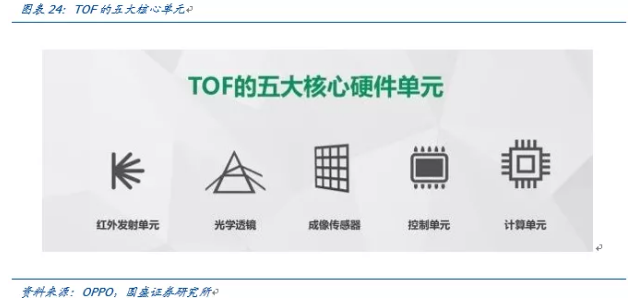 图表 24：TOF 的五大核心单元
TOF的五大核心硬件单元
红外发射单元 光学透镜 成像传感器 控制单元 计算单元
资料来源：OPPO，国盛证券研究所